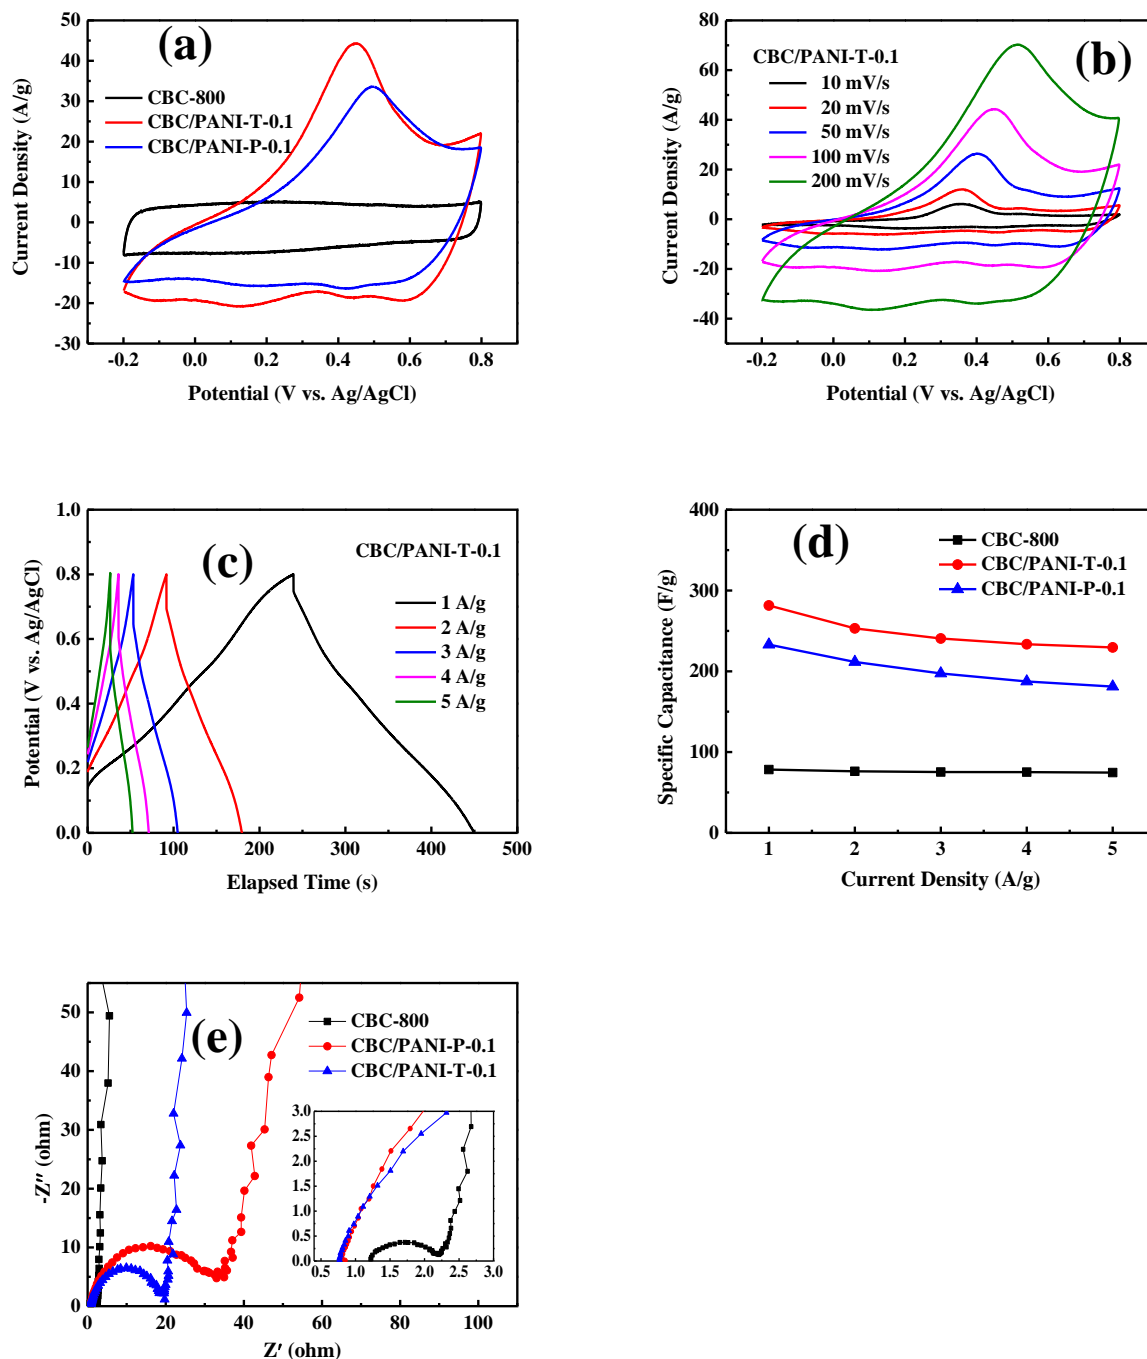 (a)
CBC-800
CBC/PANI-T-0.1
CBC/PANI-P-0.1
50
40
30
20
10
0
-10
-20
-30
Current Density (A/g)
-0.2 0.0 0.2 0.4 0.6 0.8
Potential (V vs. Ag/AgCl)
(b)
CBC/PANI-T-0.1
10 mV/s
20 mV/s
50 mV/s
100 mV/s
200 mV/s
80
60
40
20
0
-20
-40
Current Density (A/g)
-0.2 0.0 0.2 0.4 0.6 0.8
Potential (V vs. Ag/AgCl)
(c)
CBC/PANI-T-0.1
1 A/g
2 A/g
3 A/g
4 A/g
5 A/g
1.0
0.8
0.6
0.4
0.2
0.0
Potential (V vs. Ag/AgCl)
0 100 200 300 400 500
Elapsed Time (s)
(d)
CBC-800
CBC/PANI-T-0.1
CBC/PANI-P-0.1
400
300
200
100
0
Specific Capacitance (F/g)
1 2 3 4 5
Current Density (A/g)
(e)
CBC-800
CBC/PANI-P-0.1
CBC/PANI-T-0.1
50
40
30
20
10
0
-Z′′ (ohm)
3.0
2.5
2.0
1.5
1.0
0.5
0.0
0.5 1.0 1.5 2.0 2.5 3.0
0 20 40 60 80 100
Z′ (ohm)